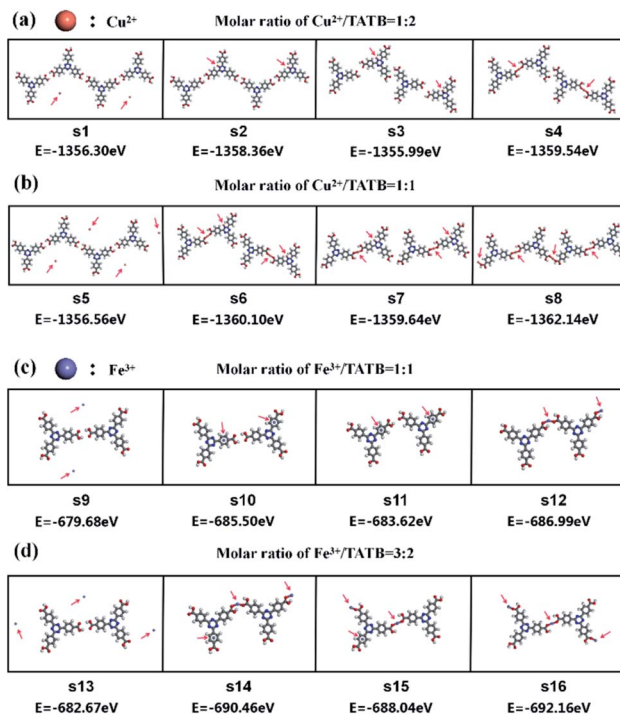 (a) : Cu²⁺ Molar ratio of Cu²⁺/TATB=1:2
s1 s2 s3 s4
E=-1356.30eV E=-1358.36eV E=-1355.99eV E=-1359.54eV
(b) Molar ratio of Cu²⁺/TATB=1:1
s5 s6 s7 s8
E=-1356.56eV E=-1360.10eV E=-1359.64eV E=-1362.14eV
(c) : Fe³⁺ Molar ratio of Fe³⁺/TATB=1:1
s9 s10 s11 s12
E=-679.68eV E=-685.50eV E=-683.62eV E=-686.99eV
(d) Molar ratio of Fe³⁺/TATB=3:2
s13 s14 s15 s16
E=-682.67eV E=-690.46eV E=-688.04eV E=-692.16eV